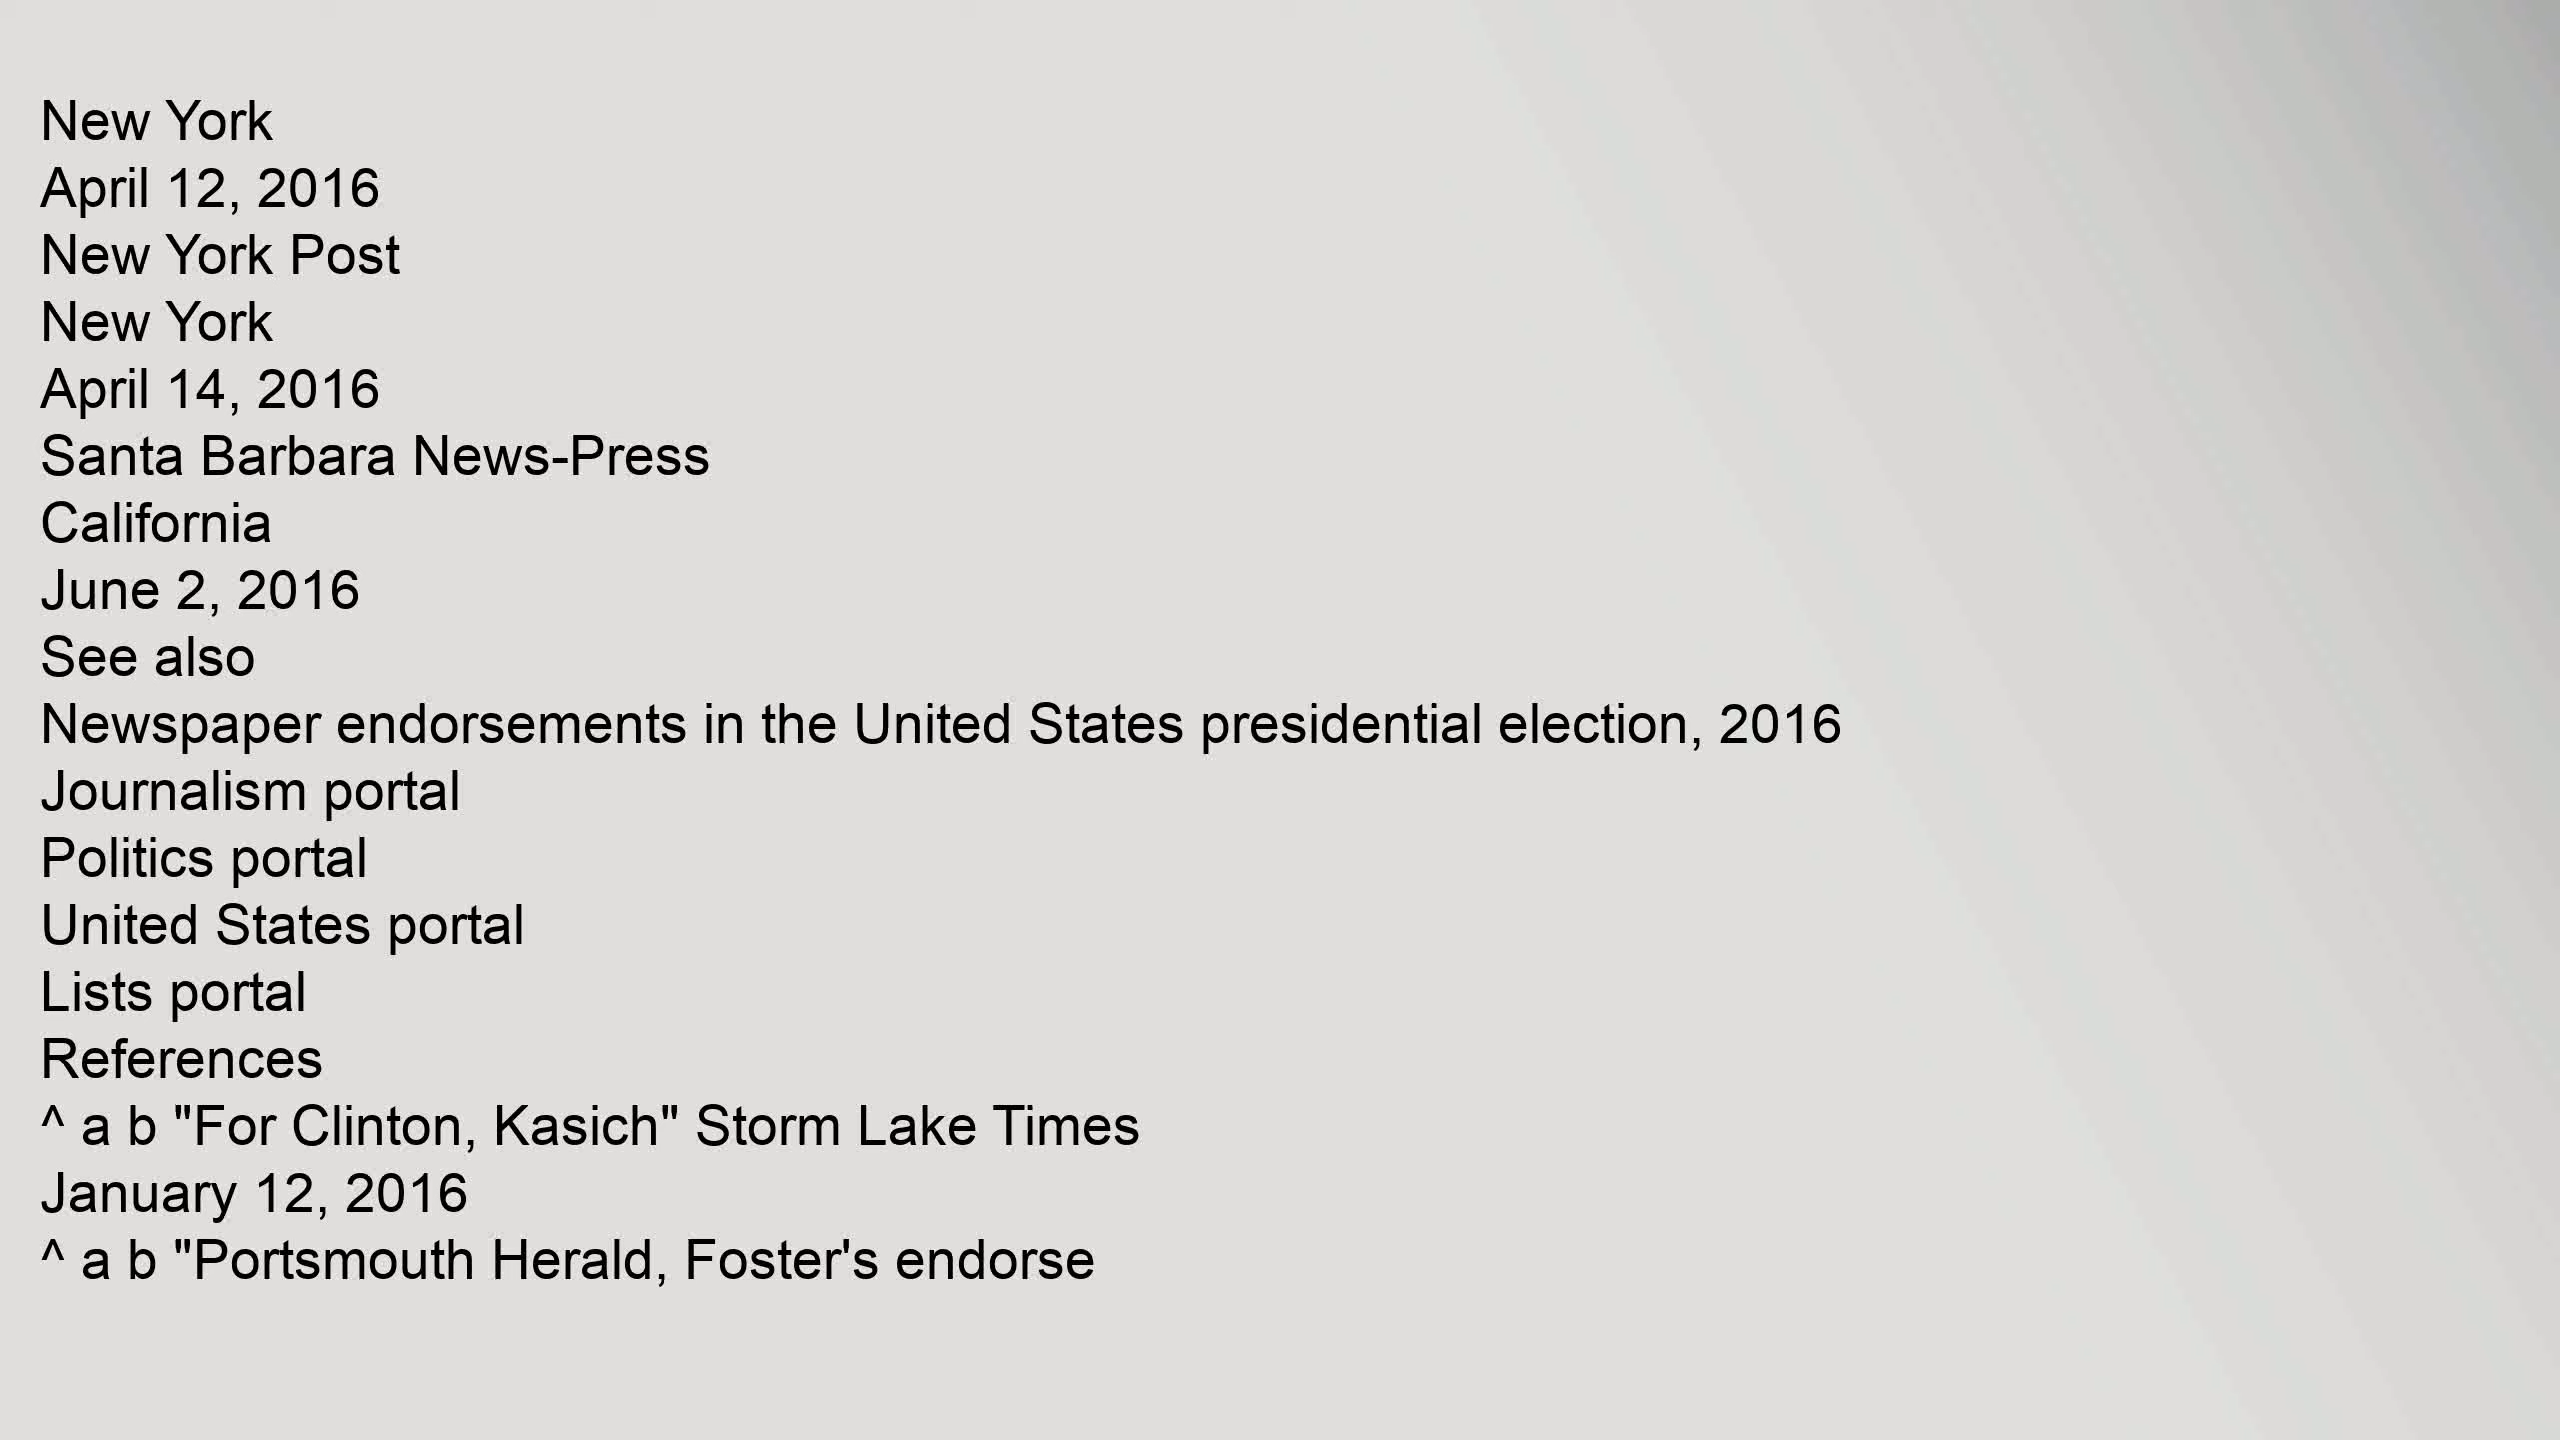 New York
April 12, 2016
New York Post
New York
April 14, 2016
Santa Barbara News-Press
California
June 2, 2016
See also
Newspaper endorsements in the United States presidential election, 2016
Journalism portal
Politics portal
United States portal
Lists portal
References
^ a b "For Clinton, Kasich" Storm Lake Times
January 12, 2016
^ a b "Portsmouth Herald, Foster's endorse